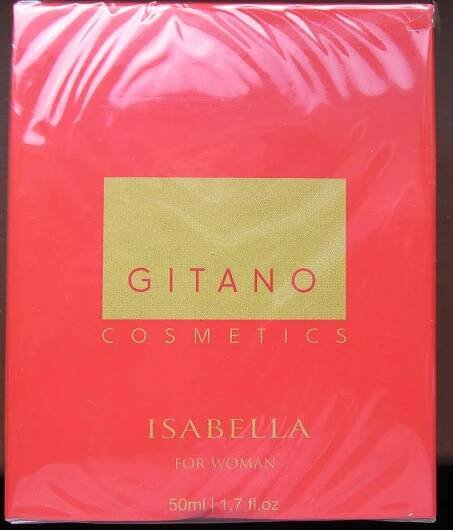 GITANO
COSMETICS
ISABELLA
FOR WOMAN
50ml | 1,7 fl.oz